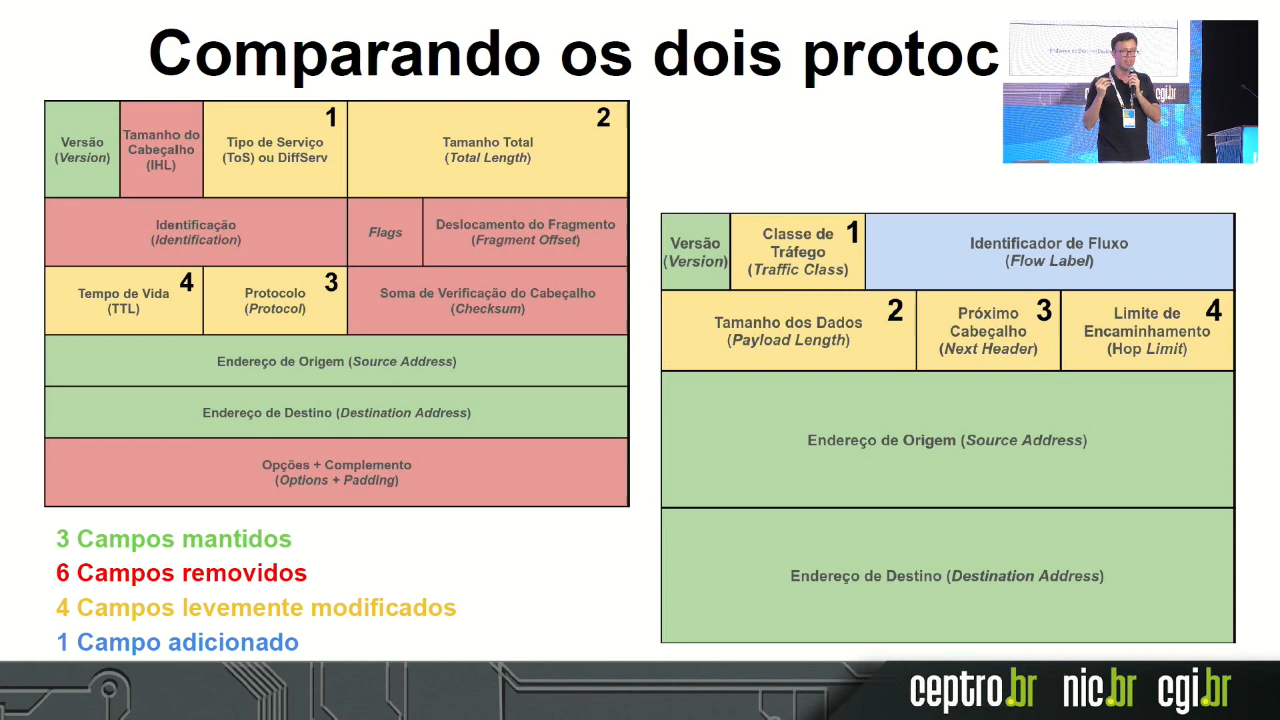 Comparando os dois protoc
Versão
(Version)
Tamanho do
Cabeçalho
(IHL)
1
Tipo de Serviço
(ToS) ou DiffServ
2
Tamanho Total
(Total Length)
Identificação
(Identification)
Flags
Deslocamento do Fragmento
(Fragment Offset)
4
Tempo de Vida
(TTL)
3
Protocolo
(Protocol)
Soma de Verificação do Cabeçalho
(Checksum)
Endereço de Origem (Source Address)
Endereço de Destino (Destination Address)
Opções + Complemento
(Options + Padding)
Versão
(Version)
1
Classe de
Tráfego
(Traffic Class)
Identificador de Fluxo
(Flow Label)
2
Tamanho dos Dados
(Payload Length)
3
Próximo
Cabeçalho
(Next Header)
4
Limite de
Encaminhamento
(Hop Limit)
Endereço de Origem (Source Address)
Endereço de Destino (Destination Address)
3 Campos mantidos
6 Campos removidos
4 Campos levemente modificados
1 Campo adicionado
cgi.br
ceptro.br nic.br cgi.br